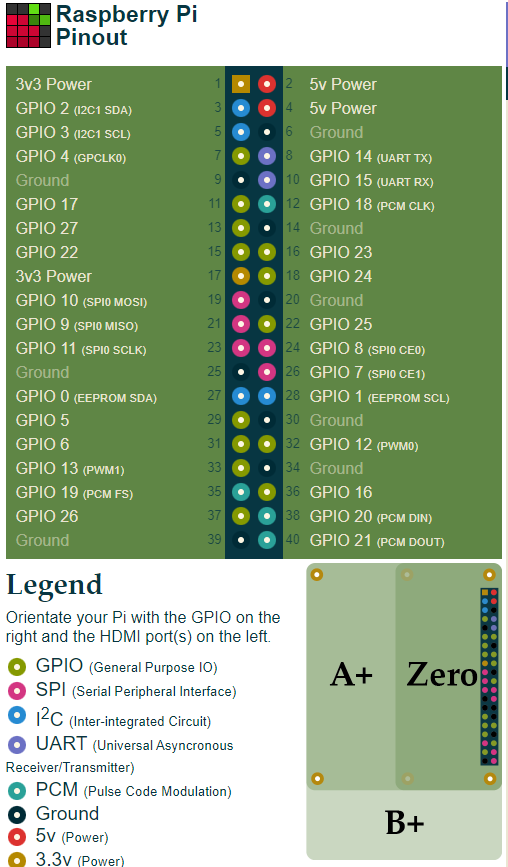 Raspberry Pi
Pinout
3v3 Power 1 2 5v Power
GPIO 2 (I2C1 SDA) 3 4 5v Power
GPIO 3 (I2C1 SCL) 5 6 Ground
GPIO 4 (GPCLK0) 7 8 GPIO 14 (UART TX)
Ground 9 10 GPIO 15 (UART RX)
GPIO 17 11 12 GPIO 18 (PCM CLK)
GPIO 27 13 14 Ground
GPIO 22 15 16 GPIO 23
3v3 Power 17 18 GPIO 24
GPIO 10 (SPI0 MOSI) 19 20 Ground
GPIO 9 (SPI0 MISO) 21 22 GPIO 25
GPIO 11 (SPI0 SCLK) 23 24 GPIO 8 (SPI0 CE0)
Ground 25 26 GPIO 7 (SPI0 CE1)
GPIO 0 (EEPROM SDA) 27 28 GPIO 1 (EEPROM SCL)
GPIO 5 29 30 Ground
GPIO 6 31 32 GPIO 12 (PWM0)
GPIO 13 (PWM1) 33 34 Ground
GPIO 19 (PCM FS) 35 36 GPIO 16
GPIO 26 37 38 GPIO 20 (PCM DIN)
Ground 39 40 GPIO 21 (PCM DOUT)
Legend
Orientate your Pi with the GPIO on the
right and the HDMI port(s) on the left.
GPIO (General Purpose IO)
SPI (Serial Peripheral Interface)
I2C (Inter-integrated Circuit)
UART (Universal Asyncronous
Receiver/Transmitter)
PCM (Pulse Code Modulation)
Ground
5v (Power)
3.3v (Power)
A+ Zero
B+